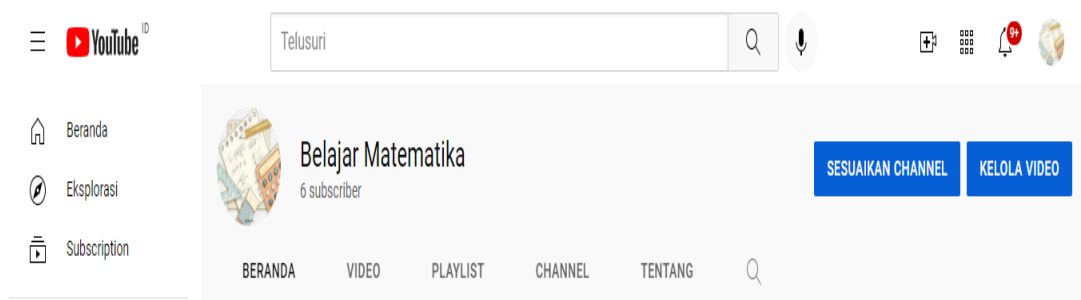 YouTube ID
Telusuri
9+
Beranda
Eksplorasi
Subscription
Belajar Matematika
6 subscriber
SESUAIKAN CHANNEL
KELOLA VIDEO
BERANDA VIDEO PLAYLIST CHANNEL TENTANG